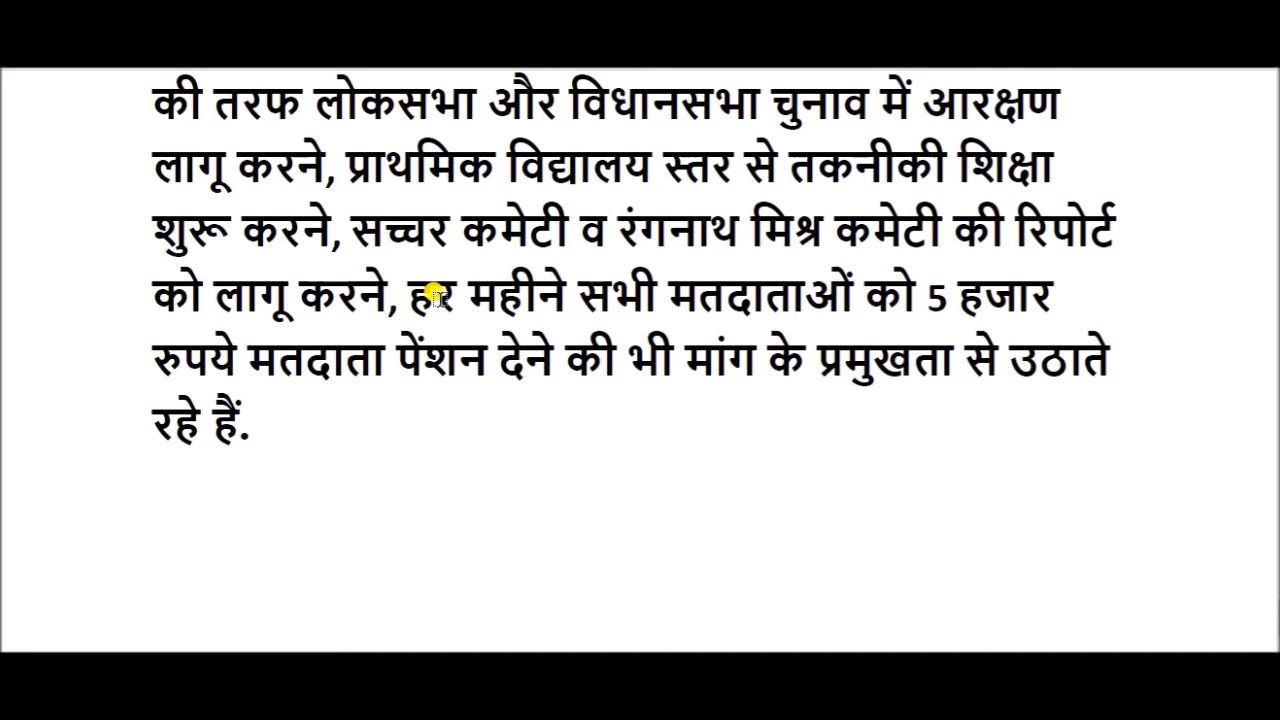 की तरफ लोकसभा और विधानसभा चुनाव में आरक्षण
लागू करने, प्राथमिक विद्यालय स्तर से तकनीकी शिक्षा
शुरू करने, सच्चर कमेटी व रंगनाथ मिश्र कमेटी की रिपोर्ट
को लागू करने, हर महीने सभी मतदाताओं को 5 हजार
रुपये मतदाता पेंशन देने की भी मांग के प्रमुखता से उठाते
रहे हैं.